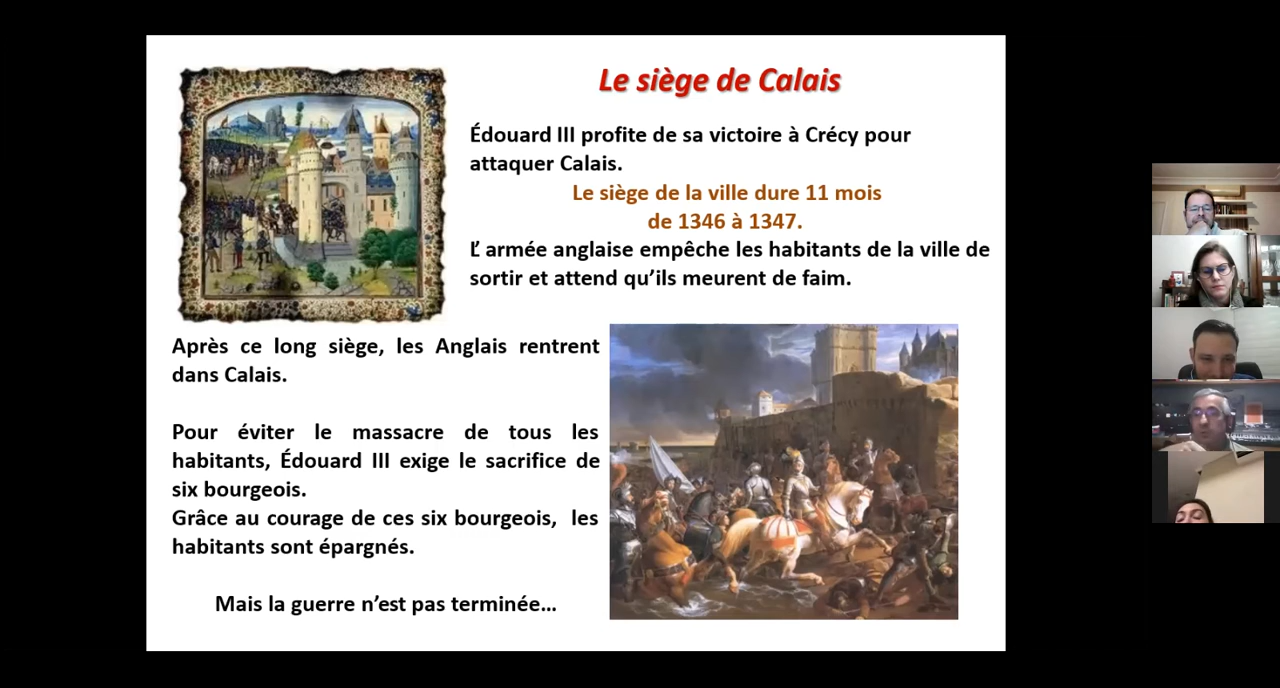 Le siège de Calais
Édouard III profite de sa victoire à Crécy pour
attaquer Calais.
Le siège de la ville dure 11 mois
de 1346 à 1347.
L’ armée anglaise empêche les habitants de la ville de
sortir et attend qu’ils meurent de faim.
Après ce long siège, les Anglais rentrent
dans Calais.
Pour éviter le massacre de tous les
habitants, Édouard III exige le sacrifice de
six bourgeois.
Grâce au courage de ces six bourgeois, les
habitants sont épargnés.
Mais la guerre n’est pas terminée…